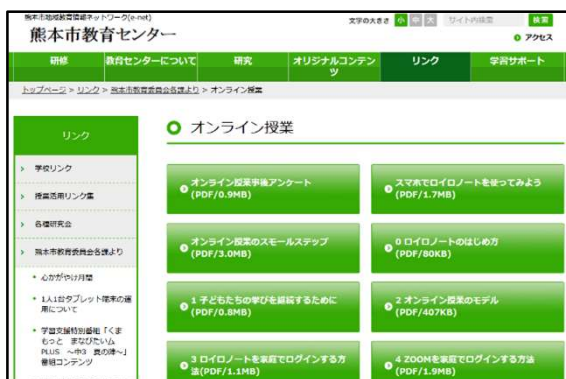 熊本市地域教育情報ネットワーク(e-net)
熊本市教育センター
文字の大きさ 小 中 大 サイト内検索 検索
アクセス
研修 教育センターについて 研究 オリジナルコンテン
ツ リンク 学習サポート
トップページ > リンク > 熊本市教育委員会各課より > オンライン授業
リンク
学校リンク
授業活用リンク集
各種研究会
熊本市教育委員会各課より
心かがやけ月間
1人1台タブレット端末の運
用について
学習支援特別番組「くま
もっと まなびたいム
PLUS ～中3 夏の陣～」
番組コンテンツ
オンライン授業
オンライン授業事後アンケート
(PDF/0.9MB)
スマホでロイロノートを使ってみよう
(PDF/1.7MB)
オンライン授業のスモールステップ
(PDF/3.0MB)
0 ロイロノートのはじめ方
(PDF/80KB)
1 子どもたちの学びを継続するために
(PDF/0.8MB)
2 オンライン授業のモデル
(PDF/407KB)
3 ロイロノートを家庭でログインする方
法(PDF/1.1MB)
4 ZOOMを家庭でログインする方法
(PDF/1.9MB)